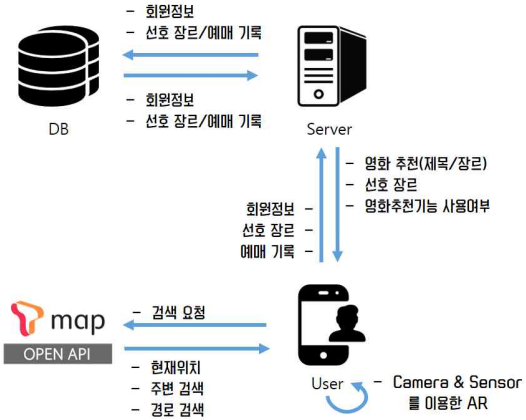 - 회원정보
- 선호 장르/예매 기록
- 회원정보
- 선호 장르/예매 기록
DB
Server
- 영화 추천(제목/장르)
- 선호 장르
- 영화추천기능 사용여부
회원정보 -
선호 장르 -
예매 기록 -
- 검색 요청
T map
OPEN API
- 현재위치
- 주변 검색
- 경로 검색
User
- Camera & Sensor
를 이용한 AR